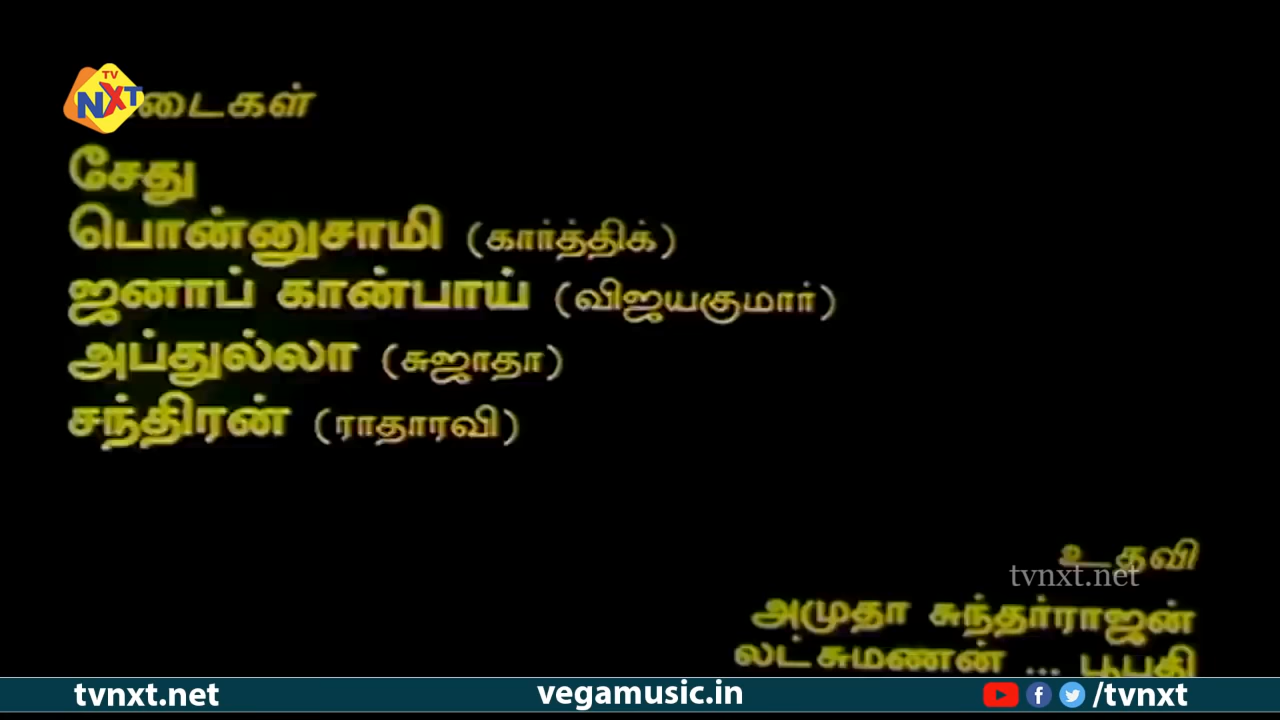 TV
NXT
டைகள்
சேது
பொன்னுசாமி (கார்த்திக்)
ஜனாப் கான்பாய் (விஜயகுமார்)
அப்துல்லா (சுஜாதா)
சந்திரன் (ராதாரவி)
உதவி
tvnxt.net
அமுதா சுந்தர்ராஜன்
லட்சுமணன் ... பூபதி
tvnxt.net vegamusic.in /tvnxt